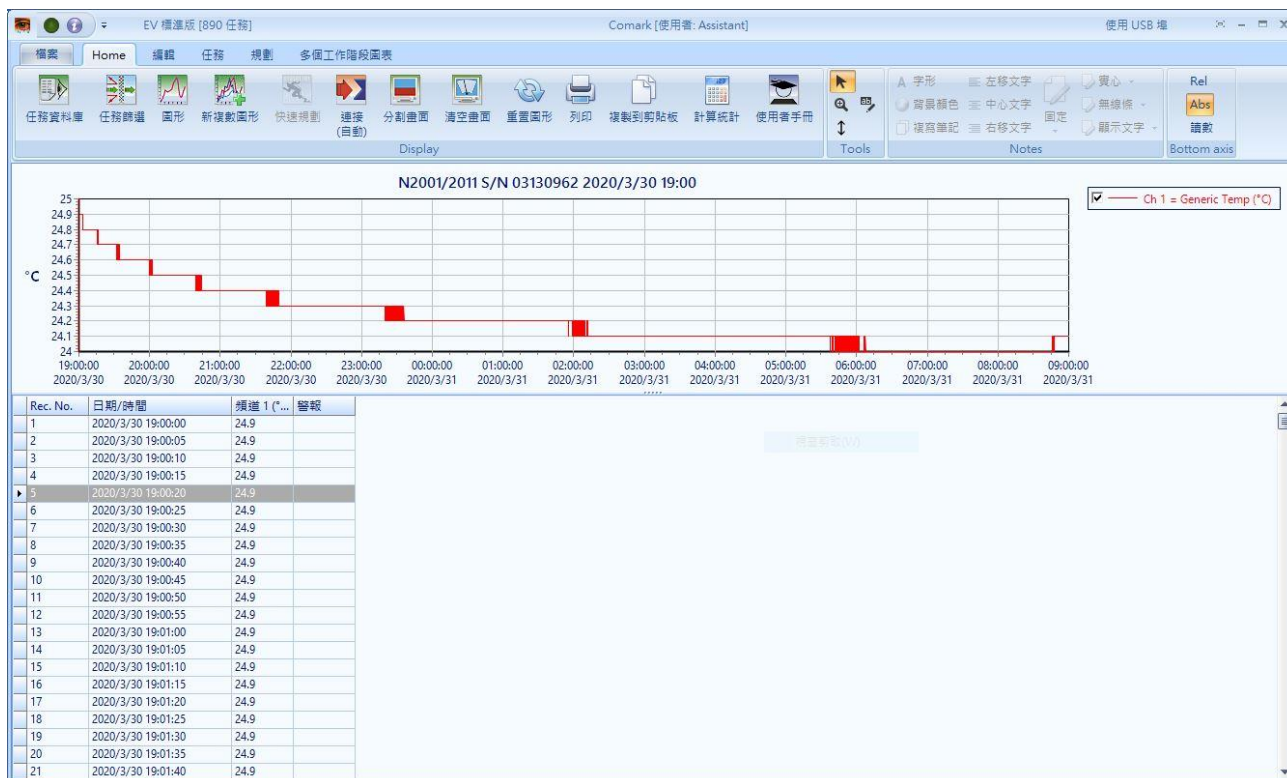 EV 標準版 [890 任務] Comark [使用者: Assistant] 使用 USB 埠
檔案 Home 編輯 任務 規劃 多個工作階段圖表
任務資料庫 任務篩選 圖形 新複數圖形 快速規劃 連接 (自動) 分割畫面 清空畫面 重置圖形 列印 複製到剪貼板 計算統計 使用者手冊
A 字形 左移文字 實心 Rel
背景顏色 中心文字 固定 無線條 Abs
複寫筆記 右移文字 顯示文字 讀數
Display Tools Notes Bottom axis
N2001/2011 S/N 03130962 2020/3/30 19:00
Ch 1 = Generic Temp (°C)
25
24.9
24.8
24.7
24.6
°C 24.5
24.4
24.3
24.2
24.1
24
19:00:00 20:00:00 21:00:00 22:00:00 23:00:00 00:00:00 01:00:00 02:00:00 03:00:00 04:00:00 05:00:00 06:00:00 07:00:00 08:00:00 09:00:00
2020/3/30 2020/3/30 2020/3/30 2020/3/30 2020/3/30 2020/3/31 2020/3/31 2020/3/31 2020/3/31 2020/3/31 2020/3/31 2020/3/31 2020/3/31 2020/3/31 2020/3/31
Rec. No. 日期/時間 頻道 1 (°... 警報
1 2020/3/30 19:00:00 24.9
2 2020/3/30 19:00:05 24.9
3 2020/3/30 19:00:10 24.9
4 2020/3/30 19:00:15 24.9
5 2020/3/30 19:00:20 24.9
6 2020/3/30 19:00:25 24.9
7 2020/3/30 19:00:30 24.9
8 2020/3/30 19:00:35 24.9
9 2020/3/30 19:00:40 24.9
10 2020/3/30 19:00:45 24.9
11 2020/3/30 19:00:50 24.9
12 2020/3/30 19:00:55 24.9
13 2020/3/30 19:01:00 24.9
14 2020/3/30 19:01:05 24.9
15 2020/3/30 19:01:10 24.9
16 2020/3/30 19:01:15 24.9
17 2020/3/30 19:01:20 24.9
18 2020/3/30 19:01:25 24.9
19 2020/3/30 19:01:30 24.9
20 2020/3/30 19:01:35 24.9
21 2020/3/30 19:01:40 24.9